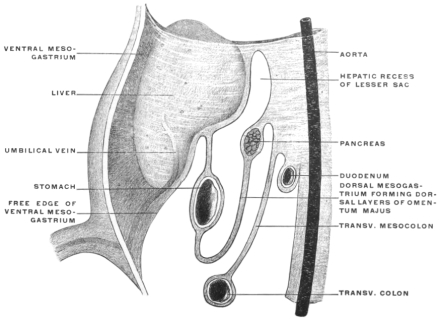 VENTRAL MESO-
GASTRIUM
LIVER
UMBILICAL VEIN
STOMACH
FREE EDGE OF
VENTRAL MESO-
GASTRIUM
AORTA
HEPATIC RECESS
OF LESSER SAC
PANCREAS
DUODENUM
DORSAL MESOGAS-
TRIUM FORMING DOR-
SAL LAYERS OF OMEN-
TUM MAJUS
TRANSV. MESOCOLON
TRANSV. COLON